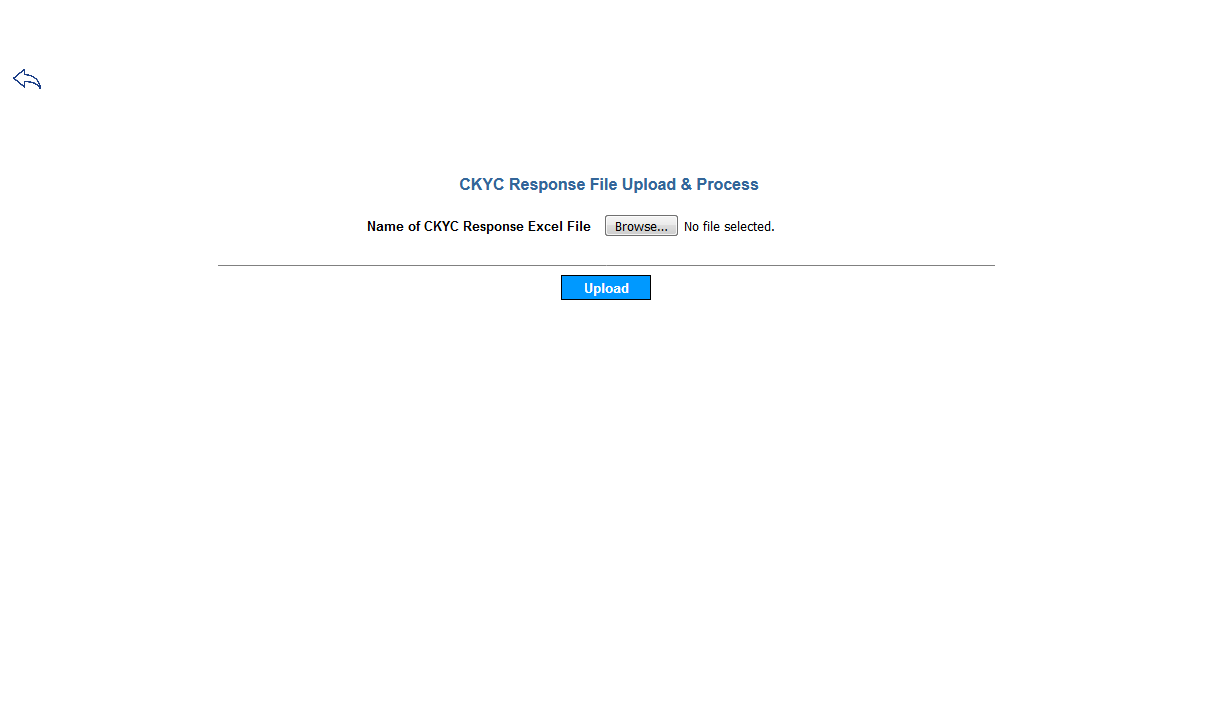 CKYC Response File Upload & Process
Name of CKYC Response Excel File Browse... No file selected.
Upload